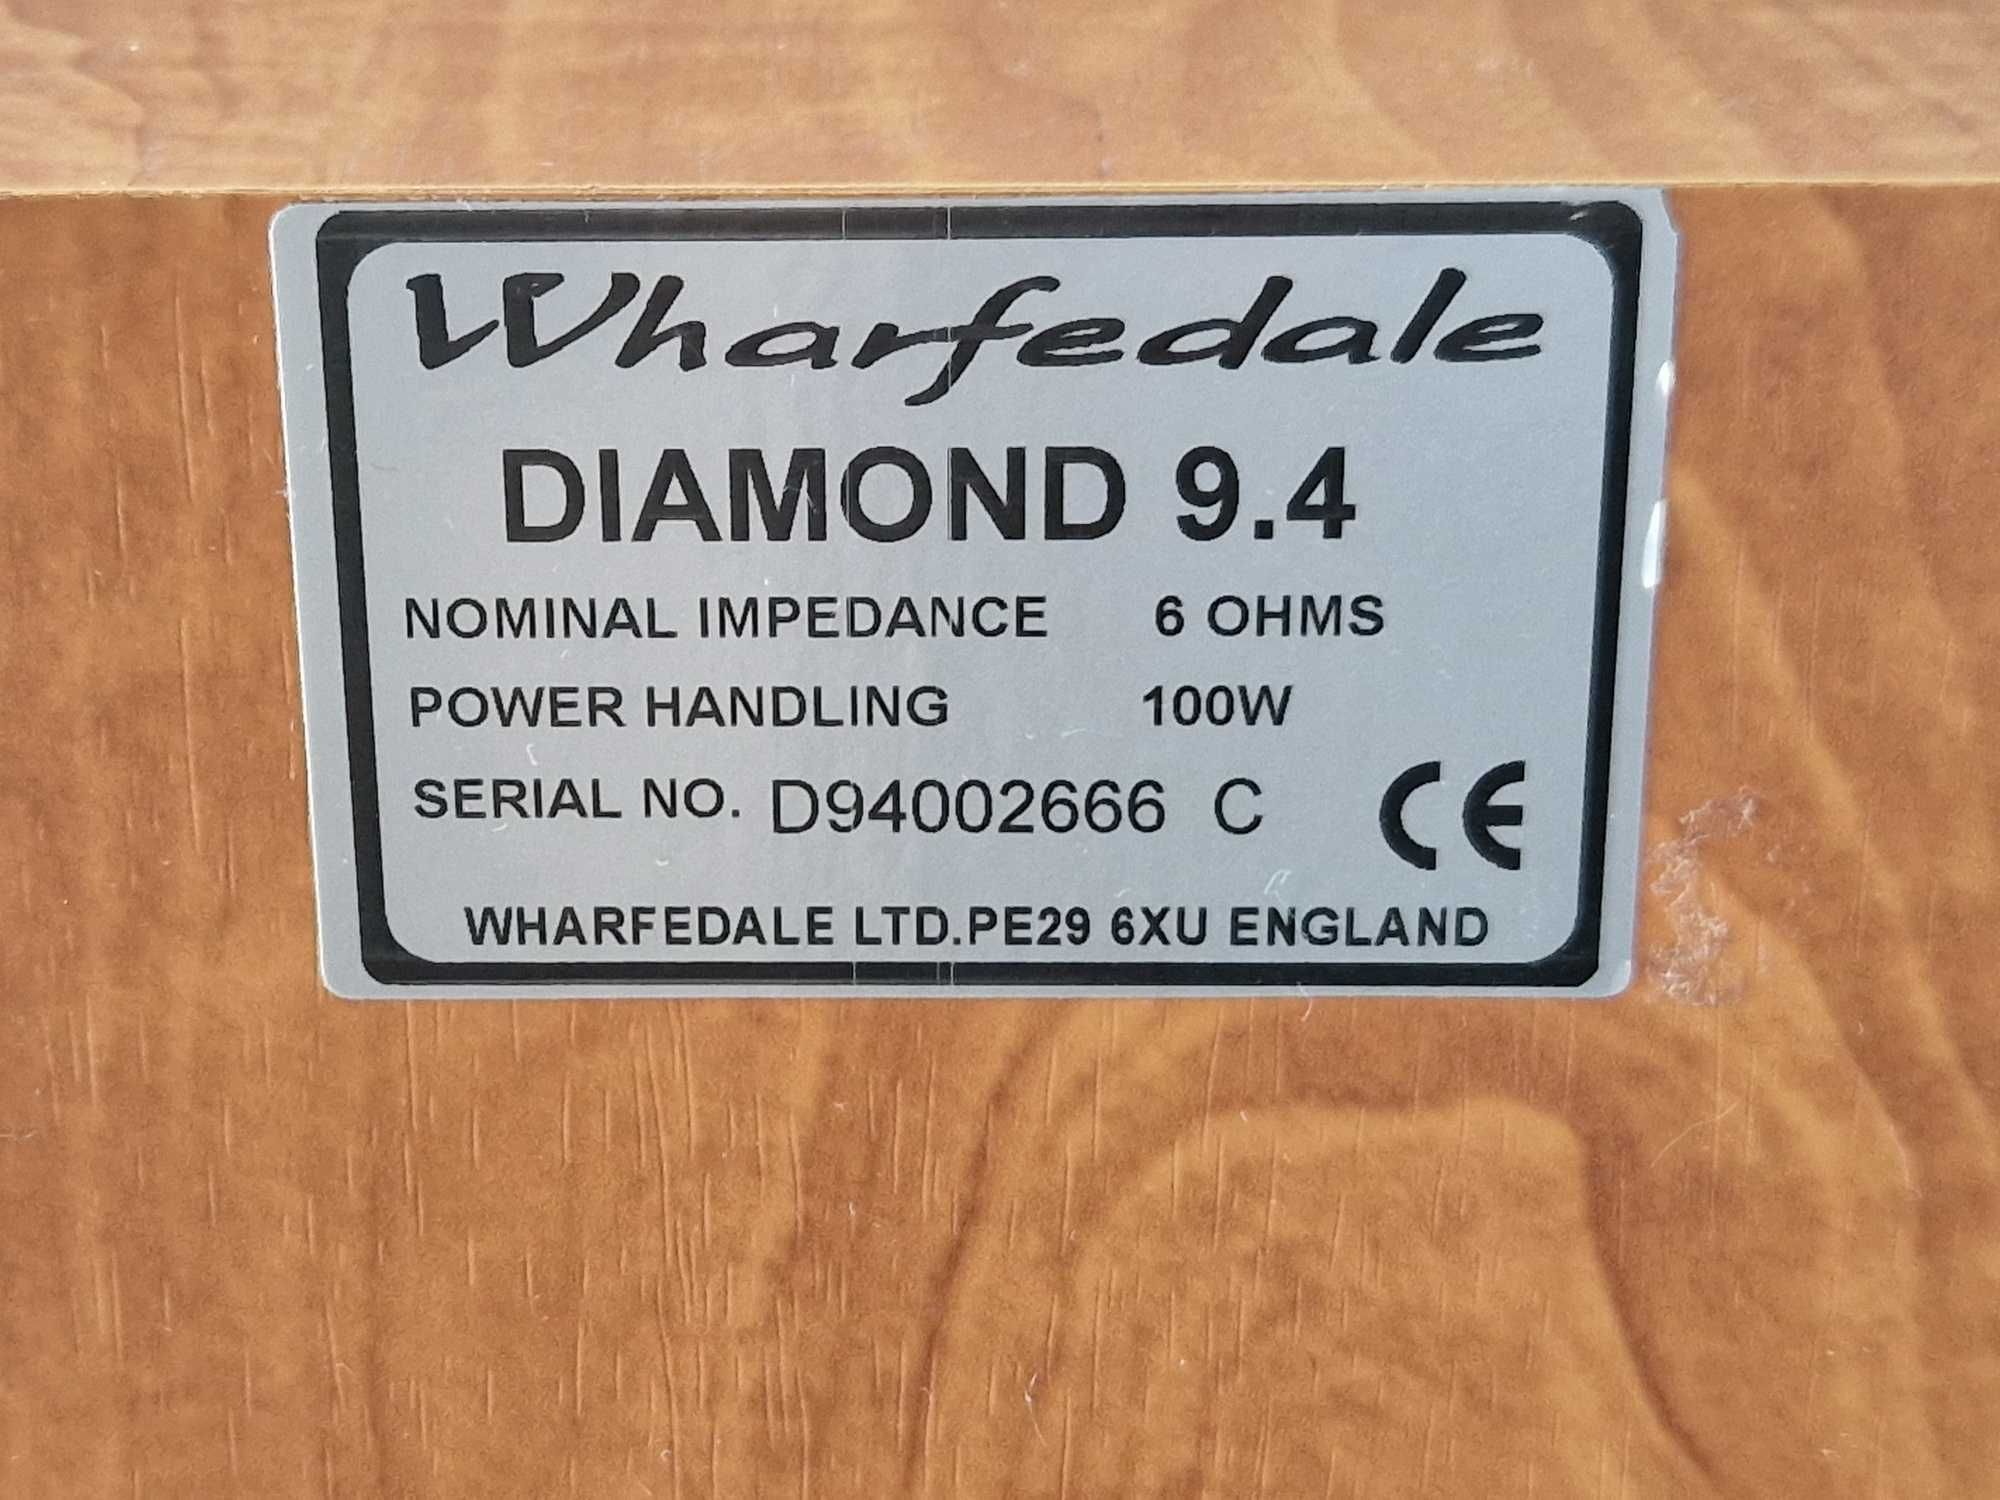 Wharfedale
DIAMOND 9.4
NOMINAL IMPEDANCE 6 OHMS
POWER HANDLING 100W
SERIAL NO. D94002666 C CE
WHARFEDALE LTD.PE29 6XU ENGLAND